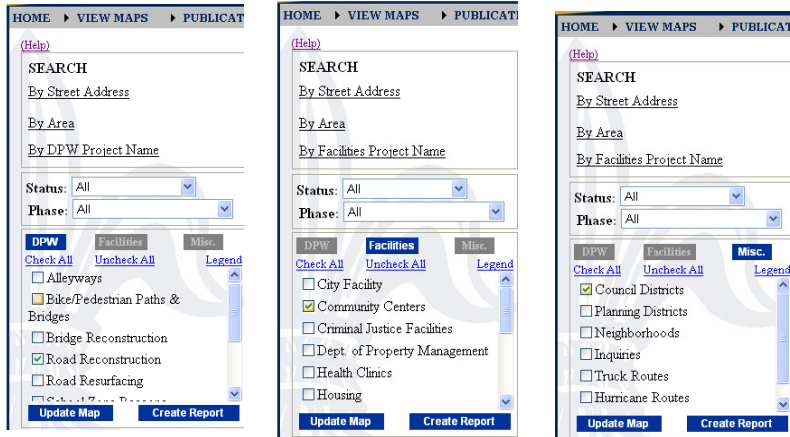 HOME VIEW MAPS
(Help)
SEARCH
By Street Address
By Area
By DPW Project Name
Status: All
Phase: All
DPW Facilities Misc.
Check All Uncheck All Legend
Alleyways
Bike/Pedestrian Paths &
Bridges
Bridge Reconstruction
Road Reconstruction
Road Resurfacing
Update Map Create Report
HOME VIEW MAPS
(Help)
SEARCH
By Street Address
By Area
By Facilities Project Name
Status: All
Phase: All
DPW Facilities Misc.
Check All Uncheck All Legend
City Facility
Community Centers
Criminal Justice Facilities
Dept. of Property Management
Health Clinics
Housing
Update Map Create Report
HOME VIEW MAPS
(Help)
SEARCH
By Street Address
By Area
By Facilities Project Name
Status: All
Phase: All
DPW Facilities Misc.
Check All Uncheck All Legend
Council Districts
Planning Districts
Neighborhoods
Inquiries
Truck Routes
Hurricane Routes
Update Map Create Report